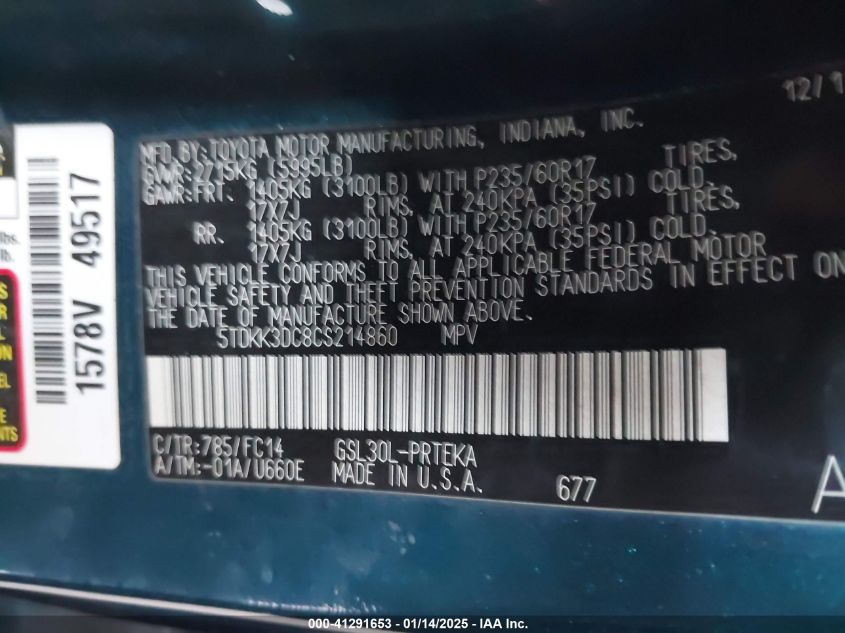 12/1
MFD BY: TOYOTA MOTOR MANUFACTURING, INDIANA, INC.
GVWR: 2715KG (5995LB)
GAWR: FRT. 1405KG (3100LB) WITH P235/60R17 TIRES,
17X7J RIMS, AT 240KPA (35PSI) COLD.
RR. 1405KG (3100LB) WITH P235/60R17 TIRES,
17X7J RIMS, AT 240KPA (35PSI) COLD.
THIS VEHICLE CONFORMS TO ALL APPLICABLE FEDERAL MOTOR
VEHICLE SAFETY AND THEFT PREVENTION STANDARDS IN EFFECT ON
THE DATE OF MANUFACTURE SHOWN ABOVE.
5TDKK3DC8CS214860 MPV
C/TR: 785/FC14 GSL30L-PRTEKA
A/TM: -01A/U660E MADE IN U.S.A. 677
A
1578V 49517
lbs.
lb.
000-41291653 — 01/14/2025 — IAA Inc.